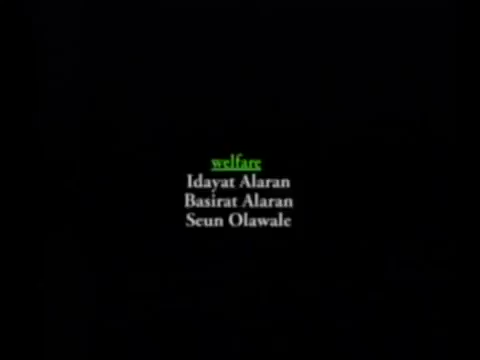 welfare
Idayat Alaran
Basirat Alaran
Seun Olawale